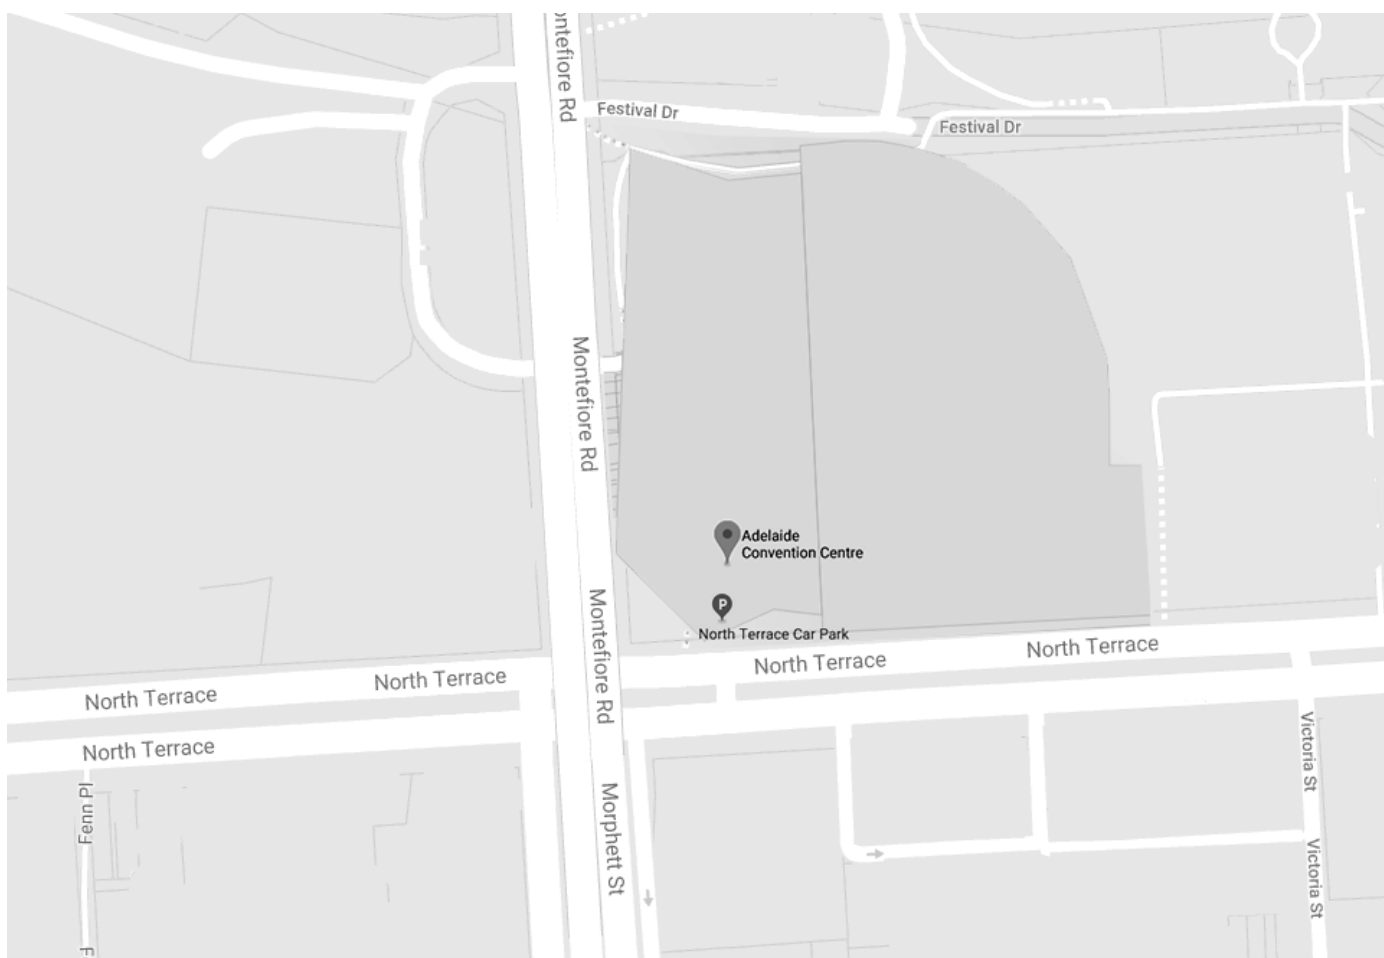 ontefiore Rd
Festival Dr
Festival Dr
Montefiore Rd
Adelaide
Convention Centre
P
North Terrace Car Park
Montefiore Rd
North Terrace
North Terrace
North Terrace
North Terrace
North Terrace
Victoria St
Fenn Pl
Morphett St
Victoria St
F